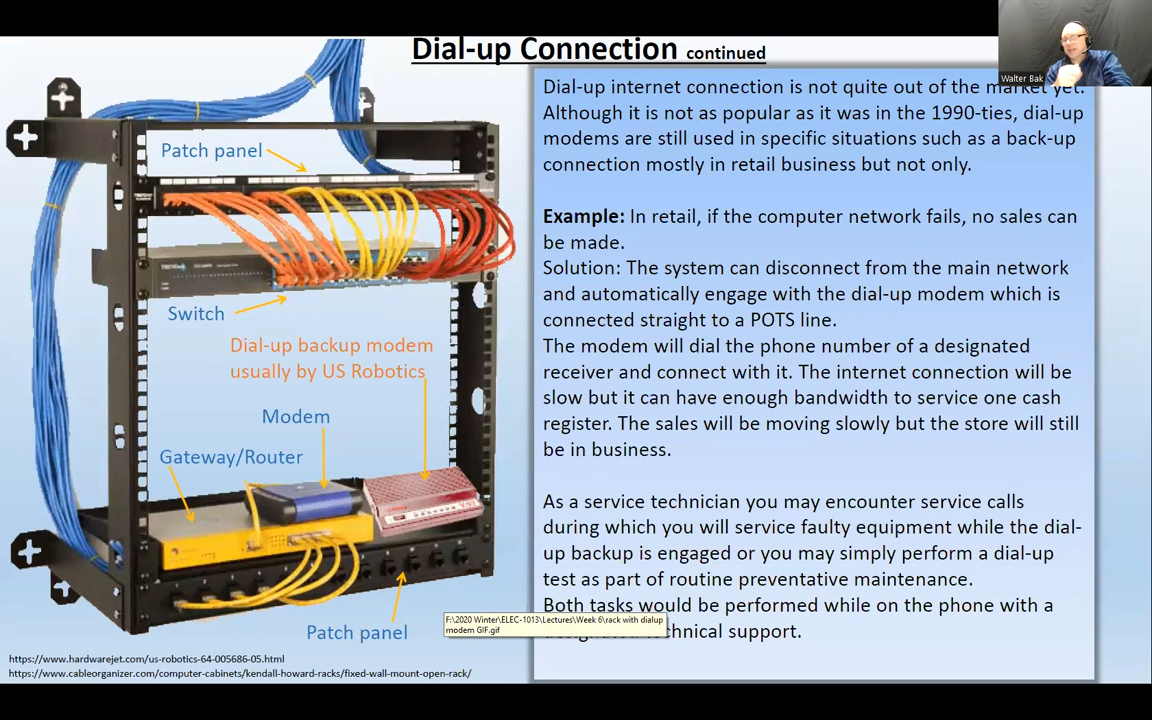 Dial-up Connection continued
Walter Bak
Patch panel
Switch
Dial-up backup modem
usually by US Robotics
Modem
Gateway/Router
Patch panel
https://www.hardwarejet.com/us-robotics-64-005686-05.html
https://www.cableorganizer.com/computer-cabinets/kendall-howard-racks/fixed-wall-mount-open-rack/
Dial-up internet connection is not quite out of the market yet.
Although it is not as popular as it was in the 1990-ties, dial-up
modems are still used in specific situations such as a back-up
connection mostly in retail business but not only.
Example: In retail, if the computer network fails, no sales can
be made.
Solution: The system can disconnect from the main network
and automatically engage with the dial-up modem which is
connected straight to a POTS line.
The modem will dial the phone number of a designated
receiver and connect with it. The internet connection will be
slow but it can have enough bandwidth to service one cash
register. The sales will be moving slowly but the store will still
be in business.
As a service technician you may encounter service calls
during which you will service faulty equipment while the dial-
up backup is engaged or you may simply perform a dial-up
test as part of routine preventative maintenance.
Both tasks would be performed while on the phone with a
technical support.
F:\2020 Winter\ELEC-1013\Lectures\Week 6\rack with dialup
modem GIF.gif